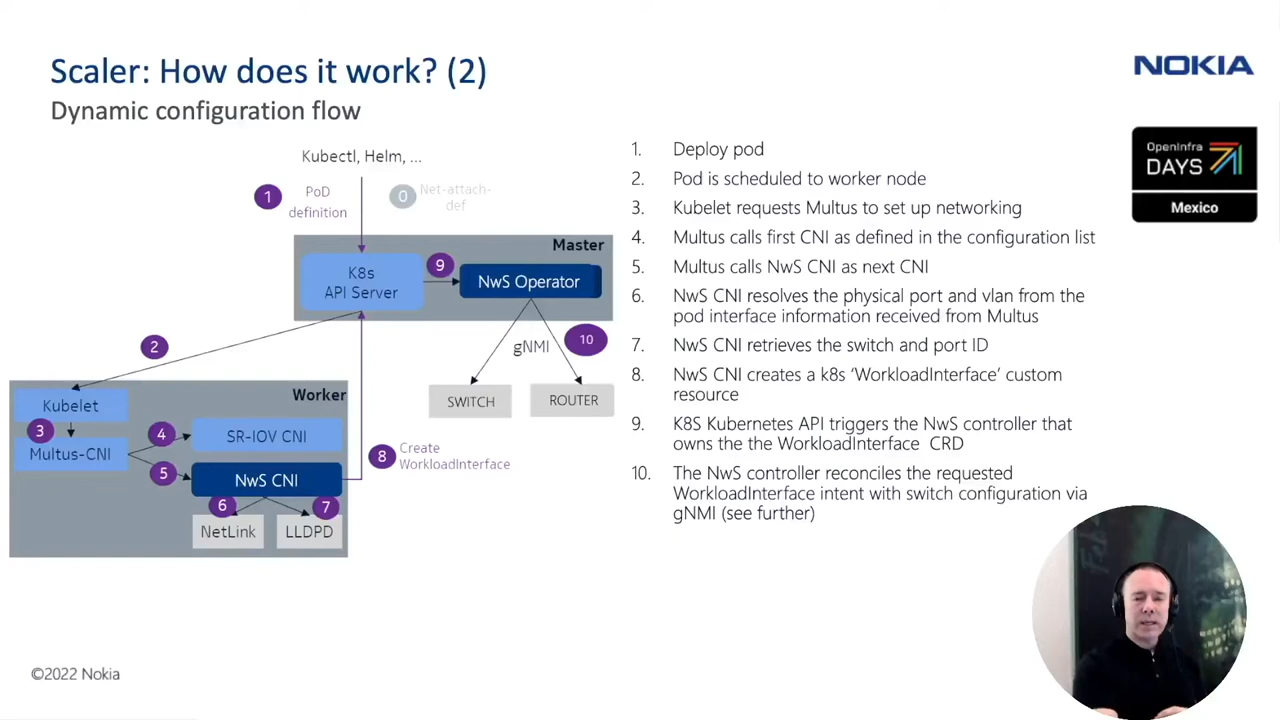 Scaler: How does it work? (2)
Dynamic configuration flow
NOKIA
OpenInfra
DAYS
Mexico
Kubectl, Helm, ...
1
PoD
definition
0
Net-attach-
def
Master
K8s
API Server
9
NwS Operator
10
gNMI
SWITCH
ROUTER
2
Worker
Kubelet
3
Multus-CNI
4
SR-IOV CNI
5
NwS CNI
8
Create
WorkloadInterface
6
7
NetLink
LLDPD
1. Deploy pod
2. Pod is scheduled to worker node
3. Kubelet requests Multus to set up networking
4. Multus calls first CNI as defined in the configuration list
5. Multus calls NwS CNI as next CNI
6. NwS CNI resolves the physical port and vlan from the
pod interface information received from Multus
7. NwS CNI retrieves the switch and port ID
8. NwS CNI creates a k8s ‘WorkloadInterface’ custom
resource
9. K8S Kubernetes API triggers the NwS controller that
owns the the WorkloadInterface CRD
10. The NwS controller reconciles the requested
WorkloadInterface intent with switch configuration via
gNMI (see further)
©2022 Nokia